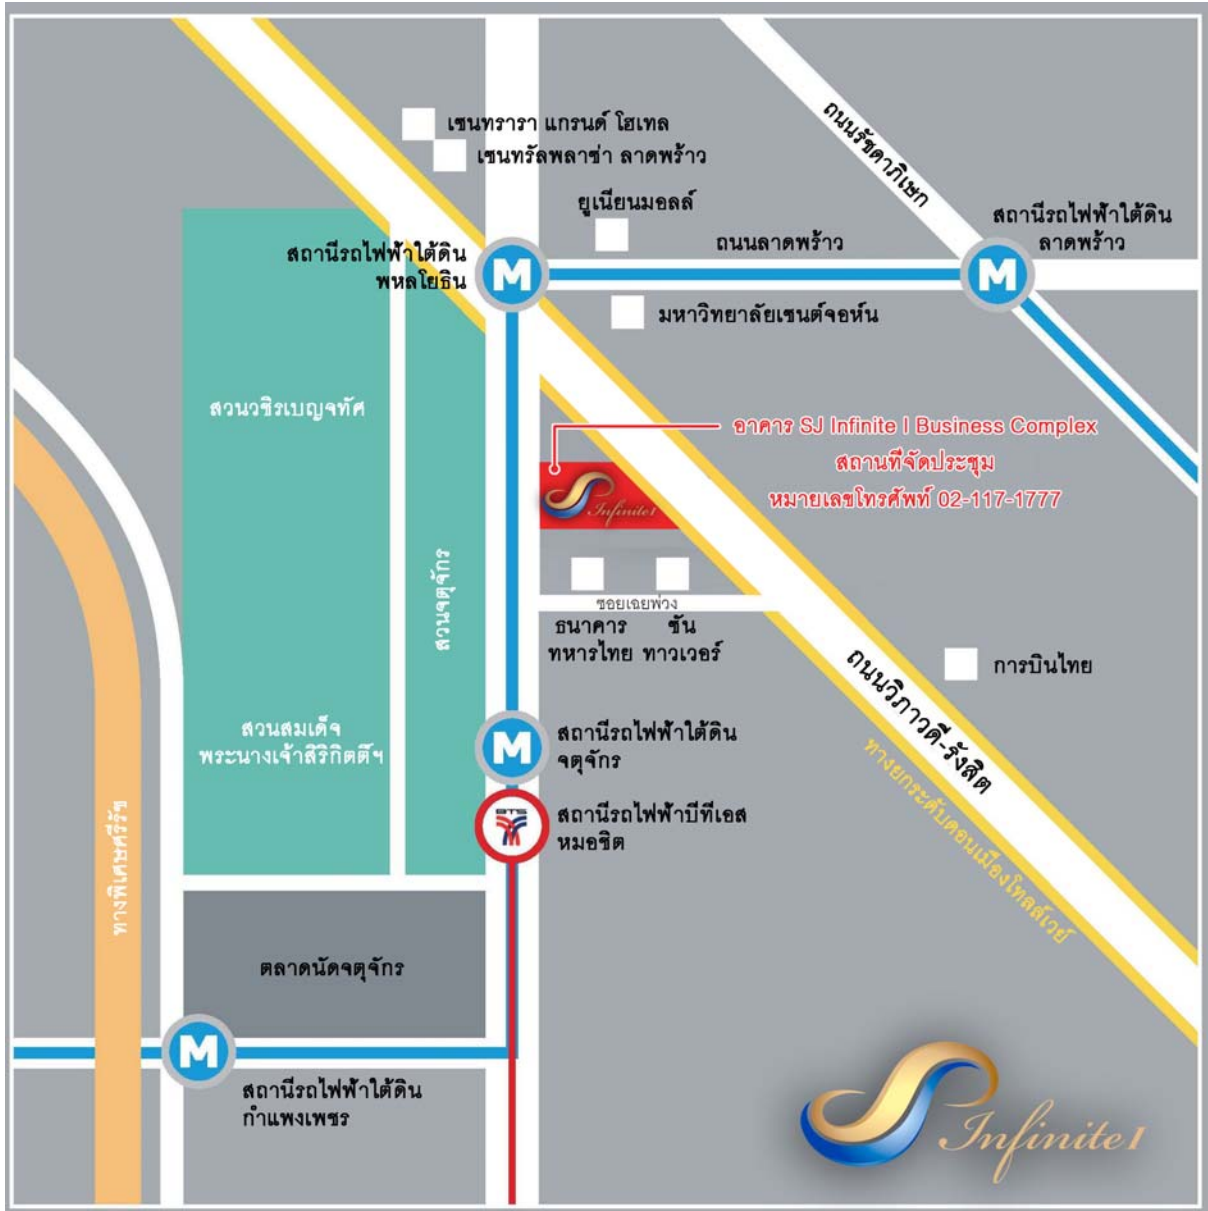 เซนทรารา แกรนด์ โฮเทล
เซนทรัลพลาซ่า ลาดพร้าว
ถนนรัชดาภิเษก
ยูเนียนมอลล์
สถานีรถไฟฟ้าใต้ดิน
ลาดพร้าว
ถนนลาดพร้าว
สถานีรถไฟฟ้าใต้ดิน
พหลโยธิน
M
M
มหาวิทยาลัยเซนต์จอห์น
สวนวชิรเบญจทัศ
อาคาร SJ Infinite I Business Complex
สถานที่จัดประชุม
หมายเลขโทรศัพท์ 02-117-1777
Infinite1
สวนจตุจักร
ซอยเฉยพ่วง
ธนาคาร
ทหารไทย
ซัน
ทาวเวอร์
การบินไทย
ถนนวิภาวดี-รังสิต
ทางยกระดับดอนเมืองโทลล์เวย์
สวนสมเด็จ
พระนางเจ้าสิริกิตติ์ฯ
M
สถานีรถไฟฟ้าใต้ดิน
จตุจักร
BTS
สถานีรถไฟฟ้าบีทีเอส
หมอชิต
ทางพิเศษศรีรัช
ตลาดนัดจตุจักร
M
สถานีรถไฟฟ้าใต้ดิน
กำแพงเพชร
Infinite1